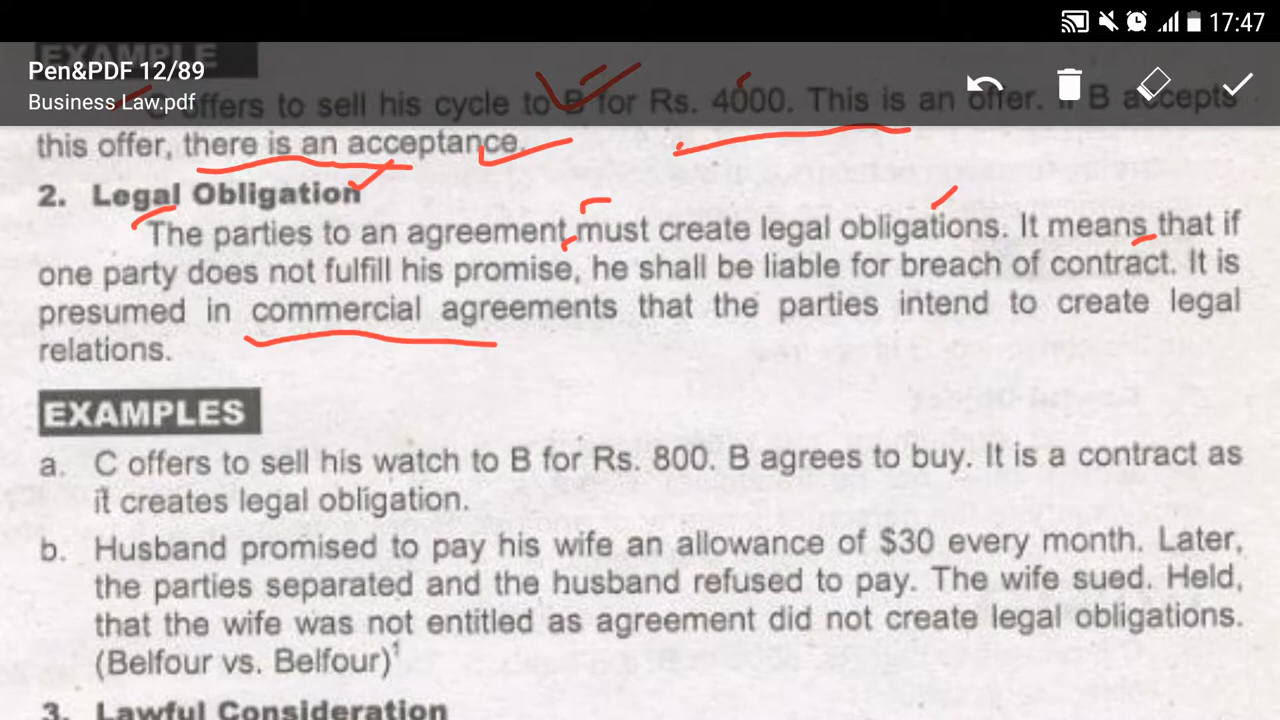 17:47
EXAMPLE
Pen&PDF 12/89
Business Law.pdf
C offers to sell his cycle to B for Rs. 4000. This is an offer. If B accepts
this offer, there is an acceptance.
2. Legal Obligation
The parties to an agreement must create legal obligations. It means that if
one party does not fulfill his promise, he shall be liable for breach of contract. It is
presumed in commercial agreements that the parties intend to create legal
relations.
EXAMPLES
a. C offers to sell his watch to B for Rs. 800. B agrees to buy. It is a contract as
it creates legal obligation.
b. Husband promised to pay his wife an allowance of $30 every month. Later,
the parties separated and the husband refused to pay. The wife sued. Held,
that the wife was not entitled as agreement did not create legal obligations.
(Belfour vs. Belfour)1
3. Lawful Consideration